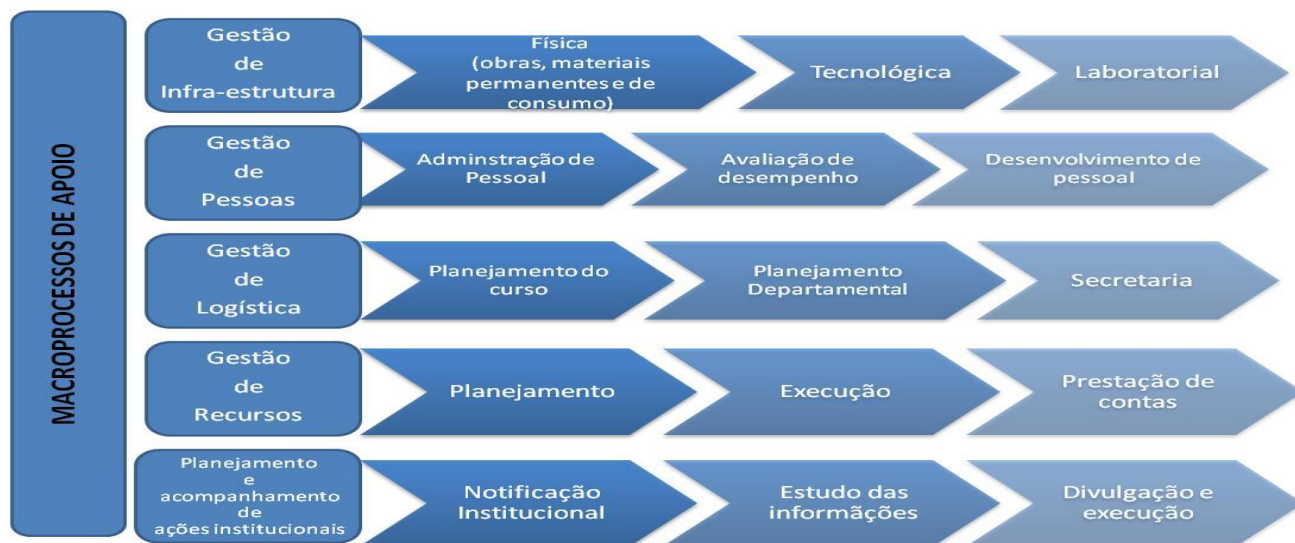 MACROPROCESSOS DE APOIO
Gestão
de
Infra-estrutura
Física
(obras, materiais
permanentes e de
consumo)
Tecnológica
Laboratorial
Gestão
de
Pessoas
Adminstração de
Pessoal
Avaliação de
desempenho
Desenvolvimento de
pessoal
Gestão
de
Logística
Planejamento do
curso
Planejamento
Departamental
Secretaria
Gestão
de
Recursos
Planejamento
Execução
Prestação de
contas
Planejamento
e
acompanhamento
de
ações institucionais
Notificação
Institucional
Estudo das
informãções
Divulgação e
execução